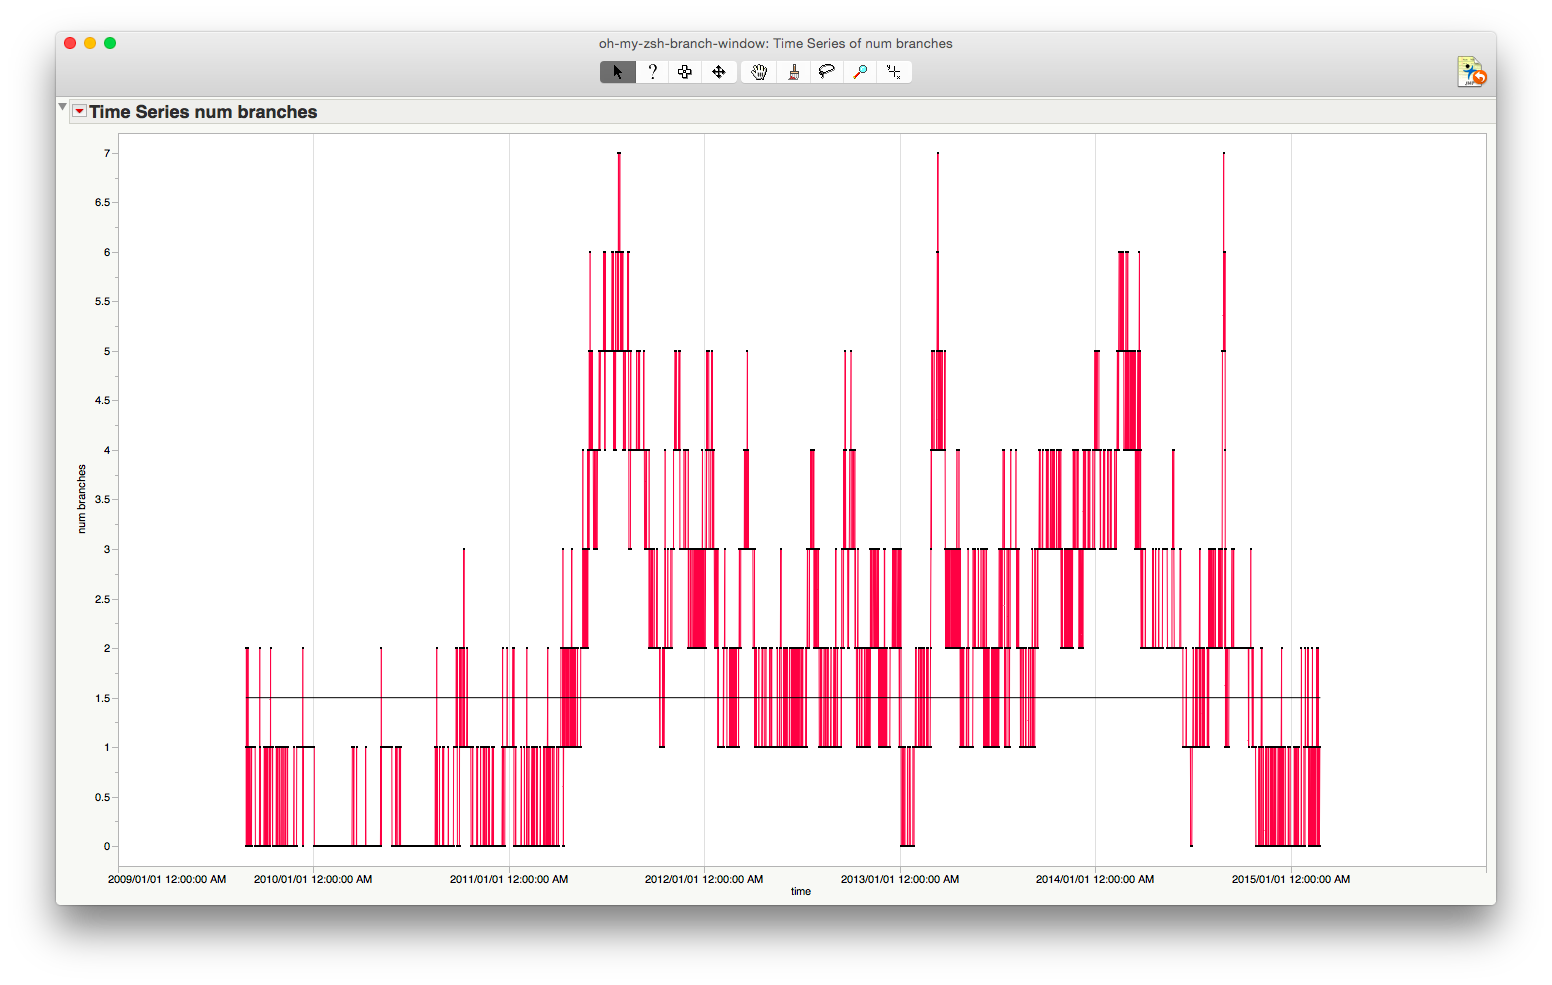 oh-my-zsh-branch-window: Time Series of num branches
?
Time Series num branches
7
6.5
6
5.5
5
4.5
4
3.5
3
2.5
2
1.5
1
0.5
0
num branches
2009/01/01 12:00:00 AM
2010/01/01 12:00:00 AM
2011/01/01 12:00:00 AM
2012/01/01 12:00:00 AM
2013/01/01 12:00:00 AM
2014/01/01 12:00:00 AM
2015/01/01 12:00:00 AM
time